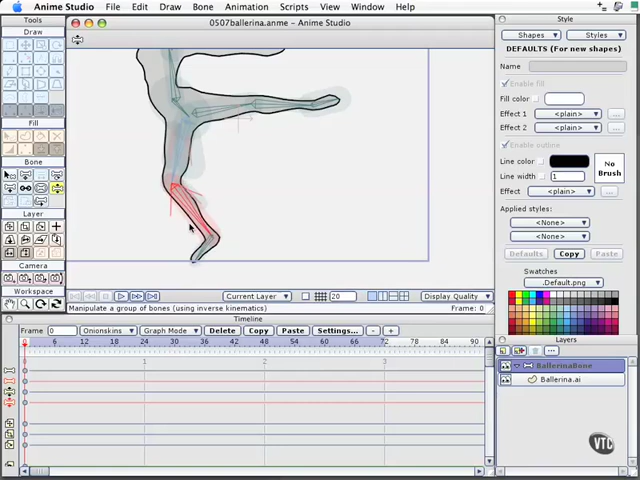 Anime Studio File Edit Draw Bone Animation Scripts View Window Help
Tools
0507ballerina.anme - Anime Studio
Style
Draw
Shapes Styles
DEFAULTS (For new shapes)
Name
Enable fill
Fill color
Effect 1 <plain> ...
Effect 2 <plain>
Enable outline
Line color
Line width 1
No Brush
Effect <plain> ...
Applied styles:
<None>
<None>
Defaults Copy Paste
Swatches
.Default.png
Fill
Bone
Layer
Camera
Workspace
Current Layer 20 Display Quality
Manipulate a group of bones (using inverse kinematics) Frame: 0
Timeline
Frame 0 Onionskins Graph Mode Delete Copy Paste Settings... - +
0 6 12 18 24 30 36 42 48 54 60 66 72 78 84 90
0 1 2 3
Layers
BallerinaBone
Ballerina.ai
VTC